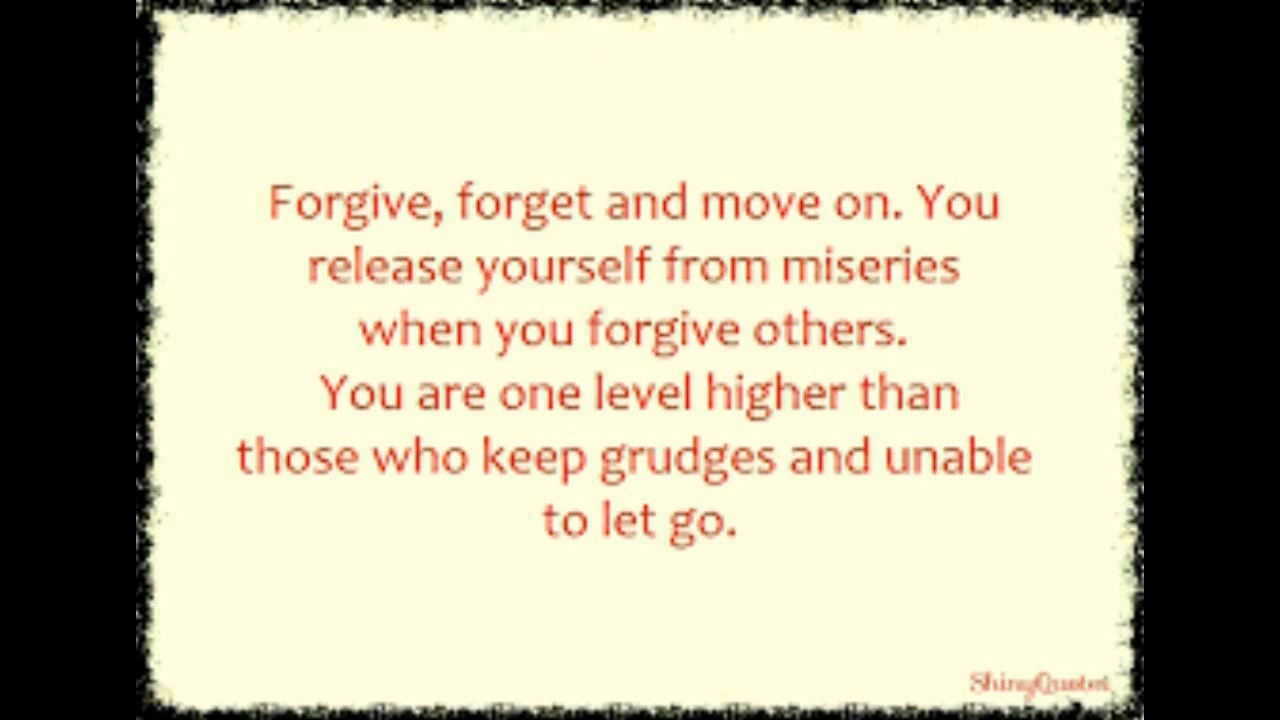 Forgive, forget and move on. You
release yourself from miseries
when you forgive others.
You are one level higher than
those who keep grudges and unable
to let go.
ShinyQuotes